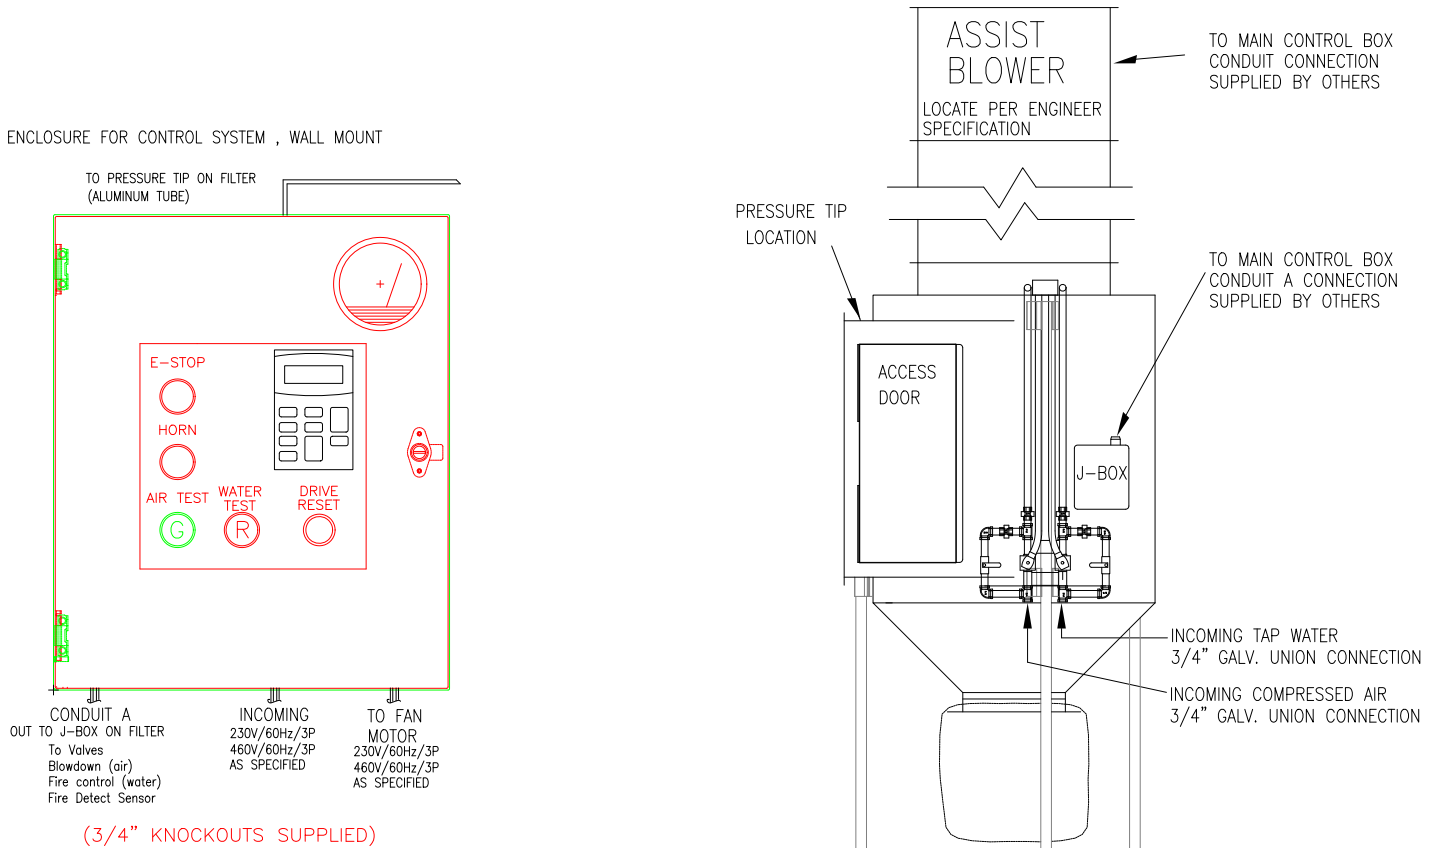 ENCLOSURE FOR CONTROL SYSTEM , WALL MOUNT
TO PRESSURE TIP ON FILTER
(ALUMINUM TUBE)
E-STOP
HORN
AIR TEST
WATER
TEST
DRIVE
RESET
G
R
CONDUIT A
OUT TO J-BOX ON FILTER
To Valves
Blowdown (air)
Fire control (water)
Fire Detect Sensor
INCOMING
230V/60Hz/3P
460V/60Hz/3P
AS SPECIFIED
TO FAN
MOTOR
230V/60Hz/3P
460V/60Hz/3P
AS SPECIFIED
(3/4" KNOCKOUTS SUPPLIED)
ASSIST
BLOWER
LOCATE PER ENGINEER
SPECIFICATION
TO MAIN CONTROL BOX
CONDUIT CONNECTION
SUPPLIED BY OTHERS
PRESSURE TIP
LOCATION
TO MAIN CONTROL BOX
CONDUIT A CONNECTION
SUPPLIED BY OTHERS
ACCESS
DOOR
J-BOX
INCOMING TAP WATER
3/4" GALV. UNION CONNECTION
INCOMING COMPRESSED AIR
3/4" GALV. UNION CONNECTION